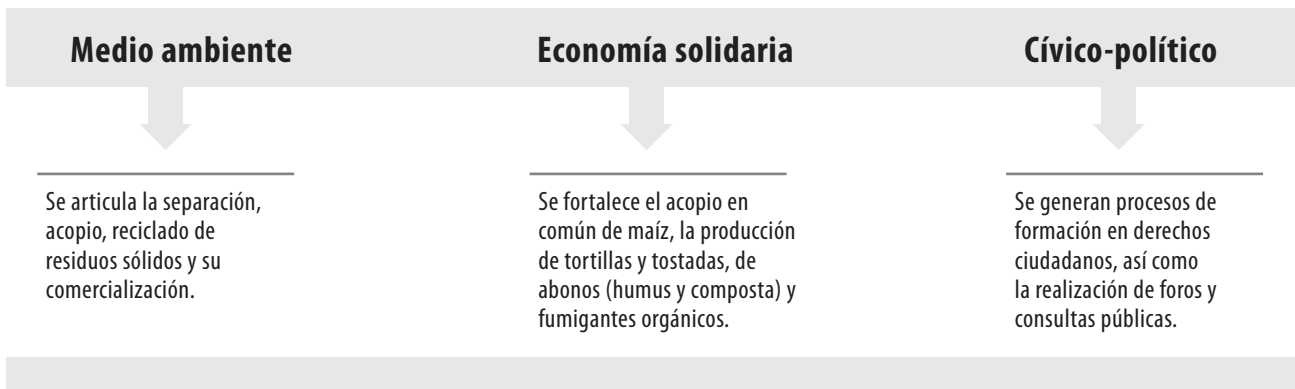 Medio ambiente
Se articula la separación,
acopio, reciclado de
residuos sólidos y su
comercialización.
Economía solidaria
Se fortalece el acopio en
común de maíz, la producción
de tortillas y tostadas, de
abonos (humus y composta) y
fumigantes orgánicos.
Cívico-político
Se generan procesos de
formación en derechos
ciudadanos, así como
la realización de foros y
consultas públicas.